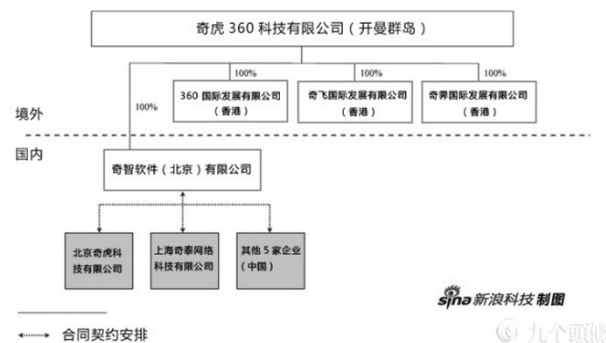 奇虎 360 科技有限公司（开曼群岛）
100%
100%
100%
100%
360 国际发展有限公司
（香港）
奇飞国际发展有限公司
（香港）
奇霁国际发展有限公司
（香港）
境外
国内
奇智软件（北京）有限公司
北京奇虎科
技有限公司
上海奇泰网络
科技有限公司
其他 5 家企业
（中国）
sina 新浪科技 制图
合同契约安排
九个头条